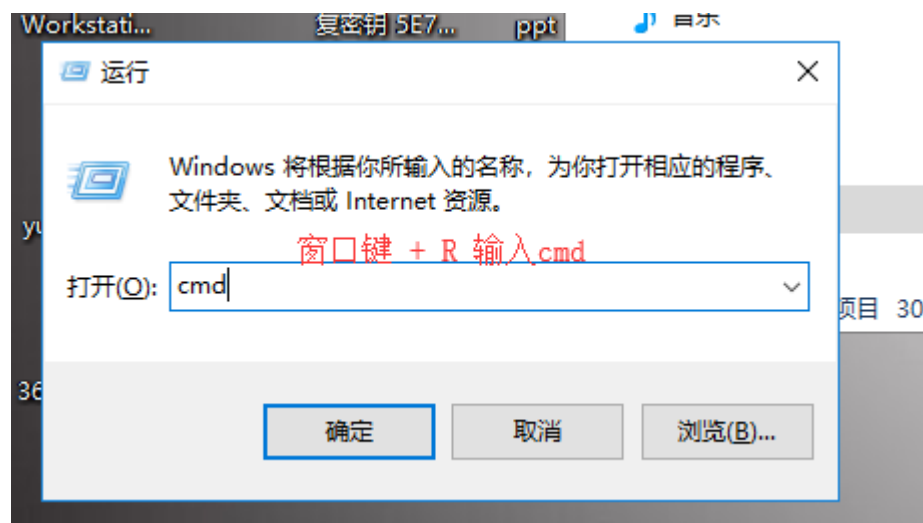 Workstati...
复密钥 5E7...
ppt
音乐
运行
Windows 将根据你所输入的名称，为你打开相应的程序、
文件夹、文档或 Internet 资源。
窗口键 + R 输入cmd
打开(O): cmd
项目 30
36
确定
取消
浏览(B)...